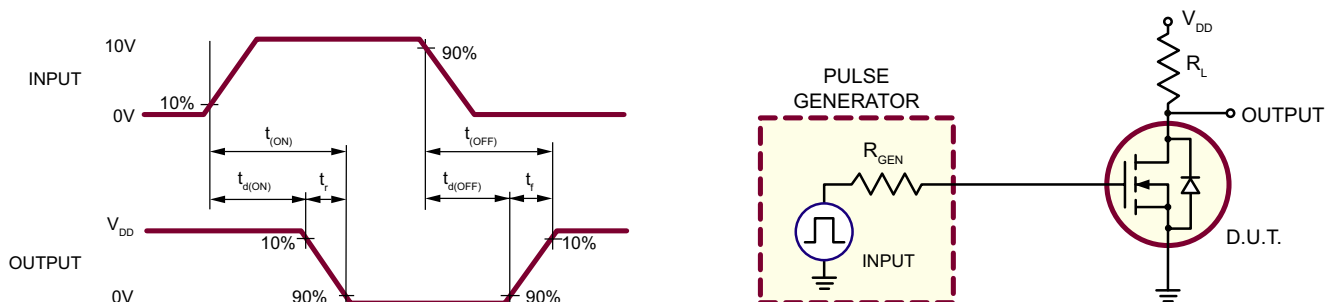 10V
90%
INPUT
10%
0V
t(ON)
t(OFF)
td(ON)
tr
td(OFF)
tf
VDD
10%
10%
OUTPUT
0V
90%
90%
VDD
RL
PULSE
GENERATOR
OUTPUT
RGEN
INPUT
D.U.T.